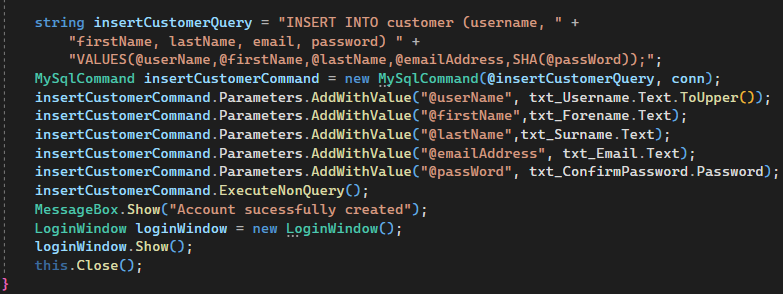 string insertCustomerQuery = "INSERT INTO customer (username, " +
"firstName, lastName, email, password) " +
"VALUES(@userName,@firstName,@lastName,@emailAddress,SHA(@passWord));";
MySqlCommand insertCustomerCommand = new MySqlCommand(@insertCustomerQuery, conn);
insertCustomerCommand.Parameters.AddWithValue("@userName", txt_Username.Text.ToUpper());
insertCustomerCommand.Parameters.AddWithValue("@firstName",txt_Forename.Text);
insertCustomerCommand.Parameters.AddWithValue("@lastName",txt_Surname.Text);
insertCustomerCommand.Parameters.AddWithValue("@emailAddress", txt_Email.Text);
insertCustomerCommand.Parameters.AddWithValue("@passWord", txt_ConfirmPassword.Password);
insertCustomerCommand.ExecuteNonQuery();
MessageBox.Show("Account sucessfully created");
LoginWindow loginWindow = new LoginWindow();
loginWindow.Show();
this.Close();
}